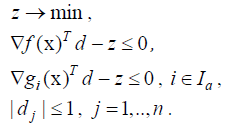 z → min ,
∇f(x)ᵀ d − z ≤ 0,
∇gᵢ(x)ᵀ d − z ≤ 0 , i ∈ Iₐ ,
|dⱼ| ≤ 1, j = 1,..,n .